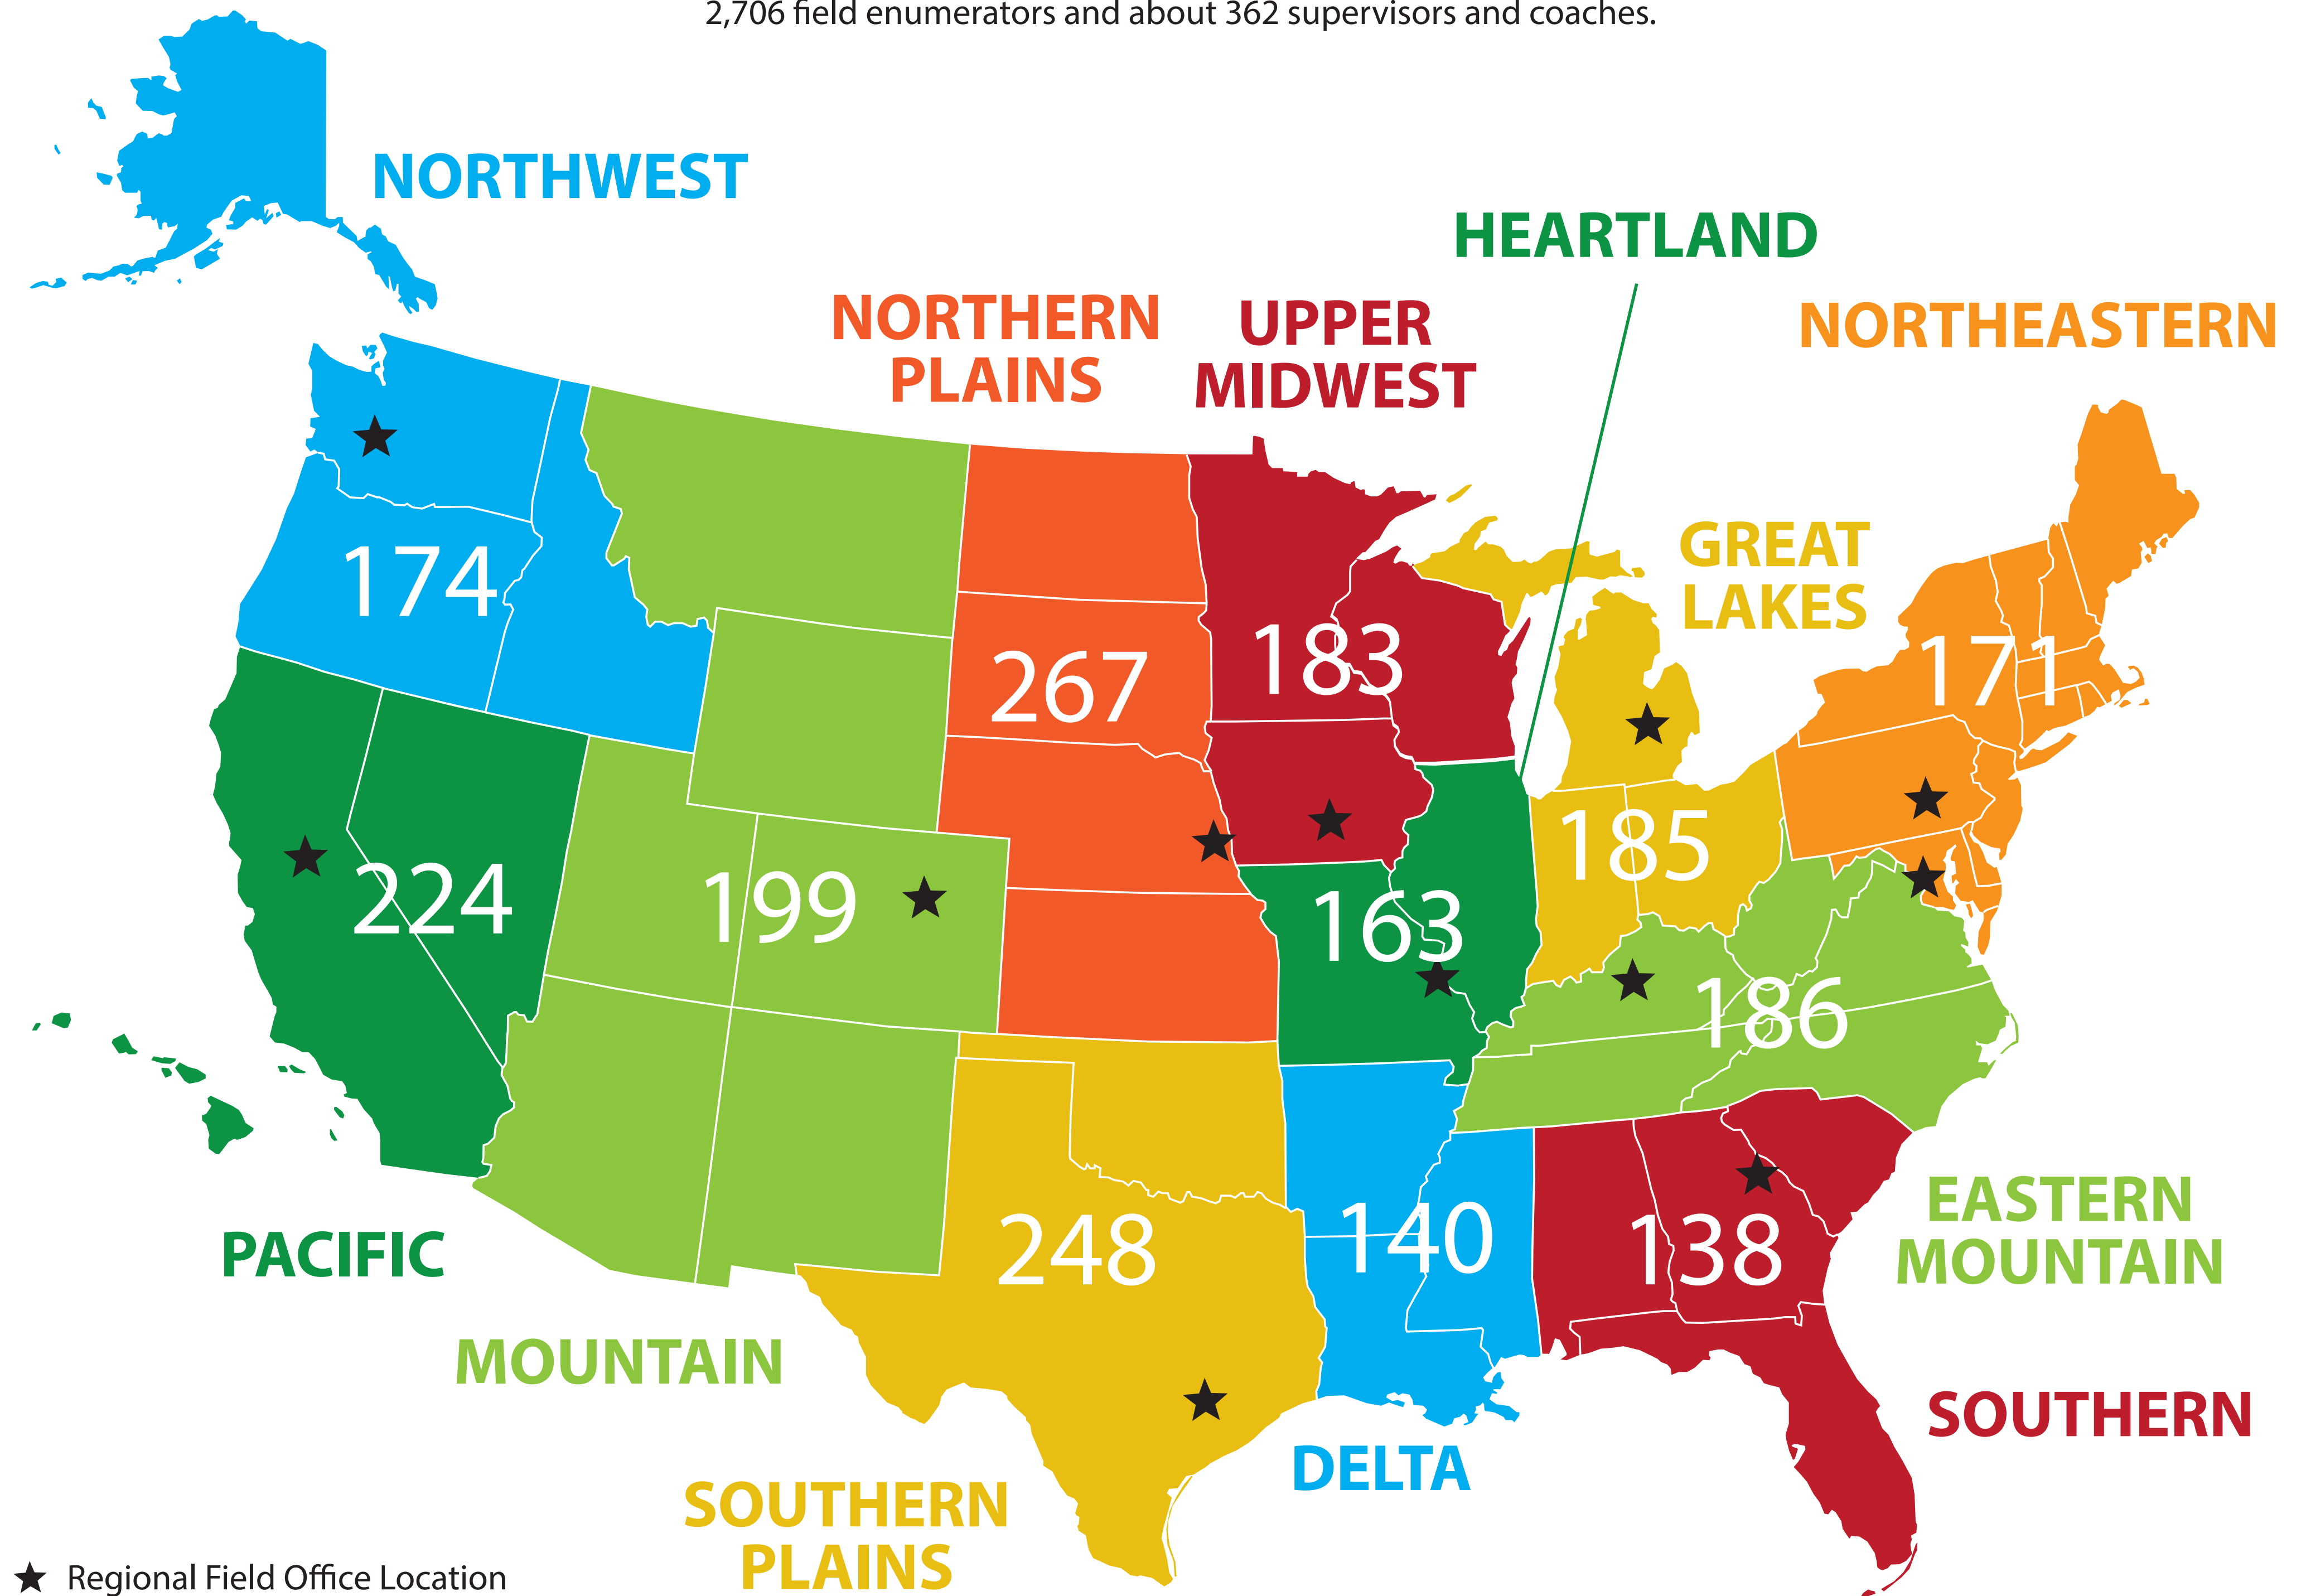 2,706 field enumerators and about 362 supervisors and coaches.
NORTHWEST
HEARTLAND
NORTHERN
PLAINS
UPPER
MIDWEST
NORTHEASTERN
GREAT
LAKES
174
267
183
171
185
224
199
163
186
248
140
138
EASTERN
MOUNTAIN
PACIFIC
MOUNTAIN
SOUTHERN
DELTA
SOUTHERN
PLAINS
Regional Field Office Location